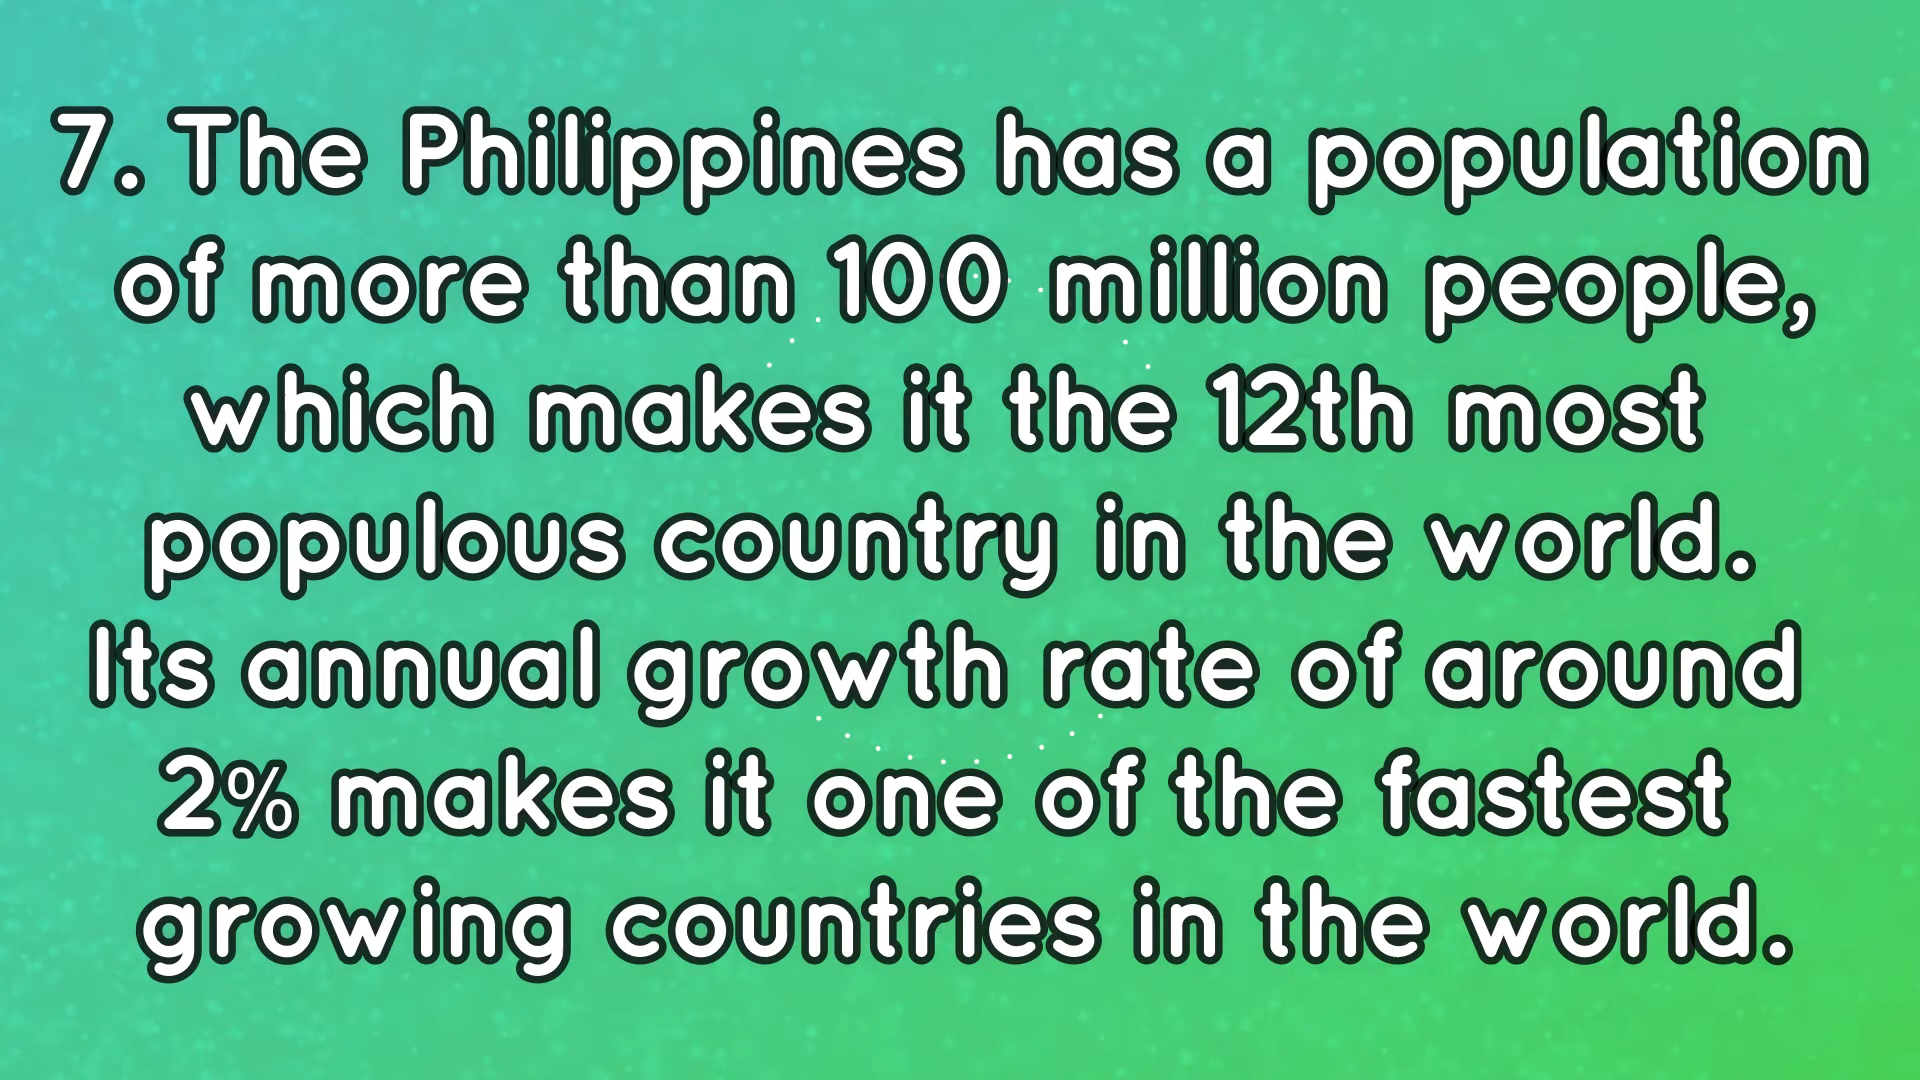 7. The Philippines has a population
of more than 100 million people,
which makes it the 12th most
populous country in the world.
Its annual growth rate of around
2% makes it one of the fastest
growing countries in the world.